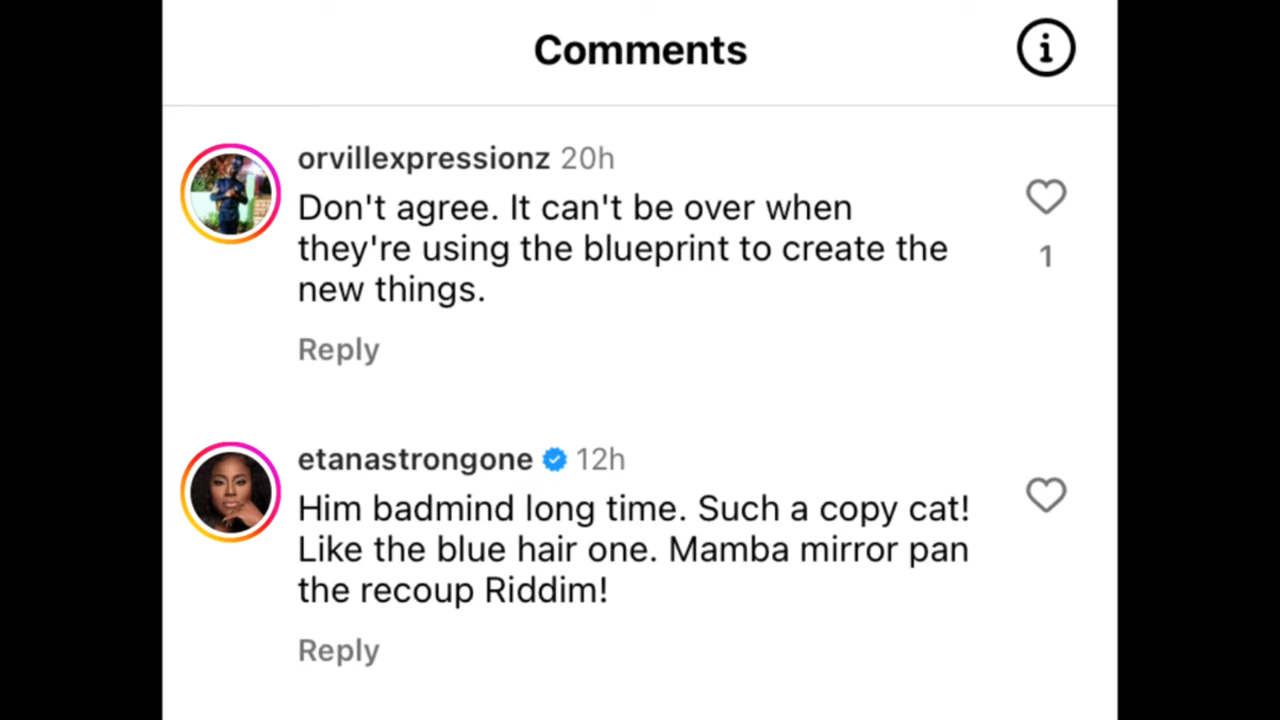 Comments
orvillexpressionz 20h
Don't agree. It can't be over when
they're using the blueprint to create the
new things.
1
Reply
etanastrongone 12h
Him badmind long time. Such a copy cat!
Like the blue hair one. Mamba mirror pan
the recoup Riddim!
Reply